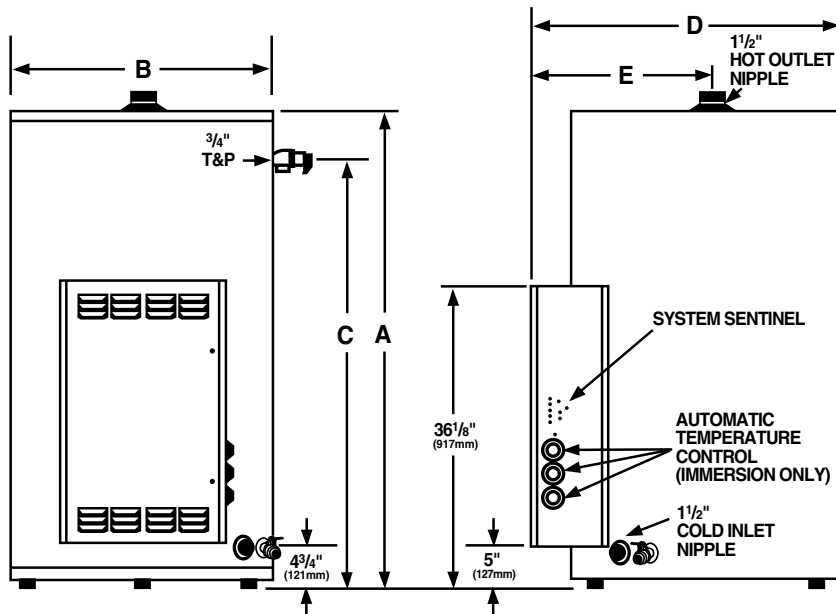 B
3/4"
T&P
C
A
4 3/4"
(121mm)
D
E
1 1/2"
HOT OUTLET
NIPPLE
SYSTEM SENTINEL
36 1/8"
(917mm)
AUTOMATIC
TEMPERATURE
CONTROL
(IMMERSION ONLY)
1 1/2"
COLD INLET
NIPPLE
5"
(127mm)